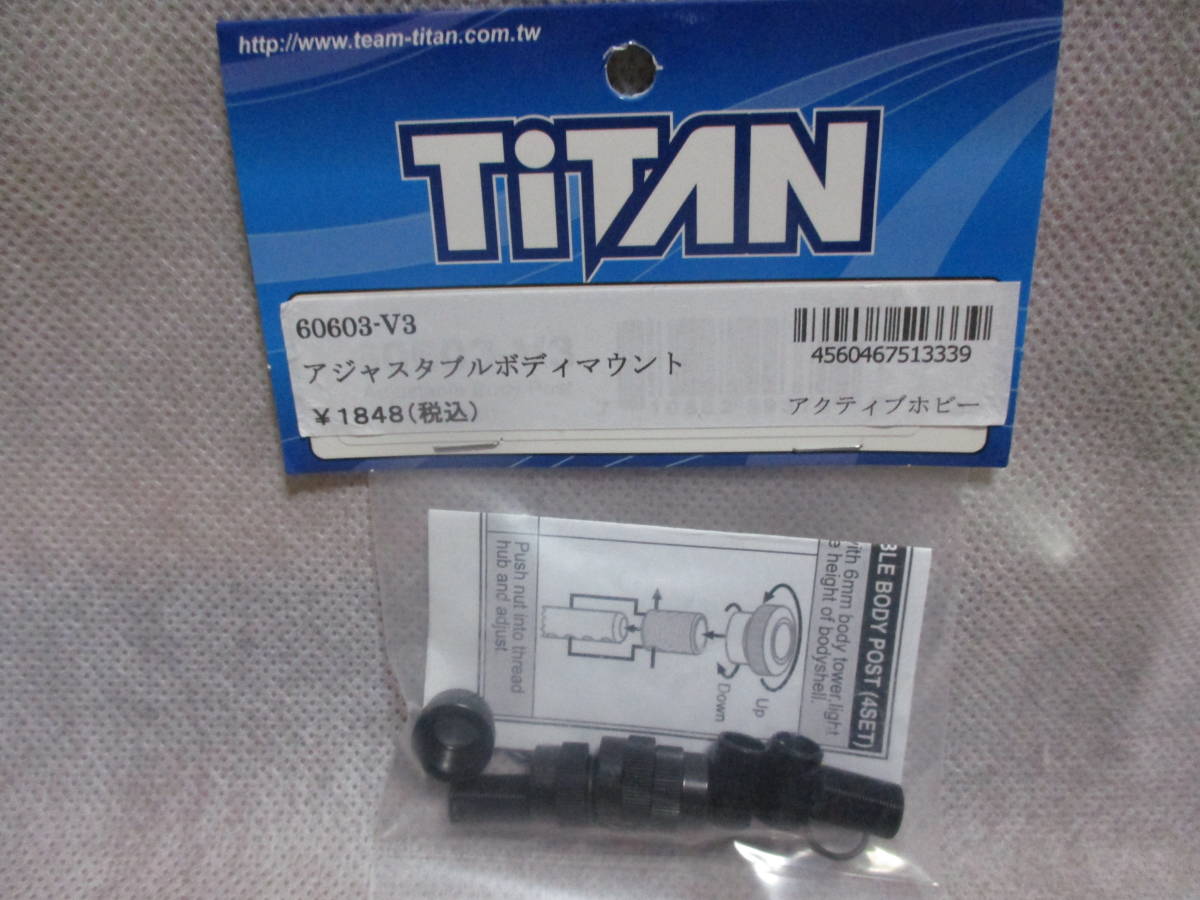 http://www.team-titan.com.tw
TiTAN
60603-V3
アジャスタブルボディマウント
¥1848(税込)
4560467513339
アクティブホビー
BLE BODY POST (4SET)
with 6mm body tower, light
e height of bodyshell.
Up
Down
Push nut into thread
hub and adjust.